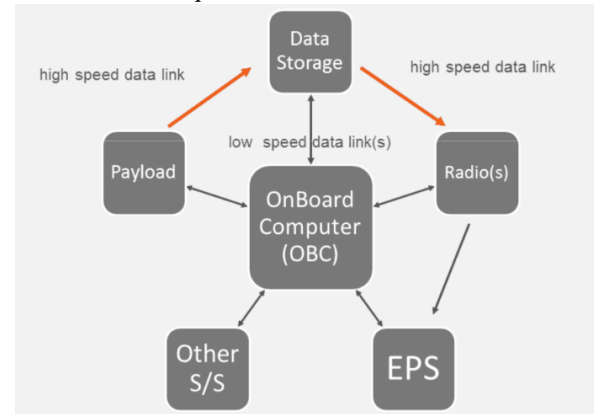 Data
Storage
high speed data link
high speed data link
low speed data link(s)
Payload
Radio(s)
OnBoard
Computer
(OBC)
Other
S/S
EPS